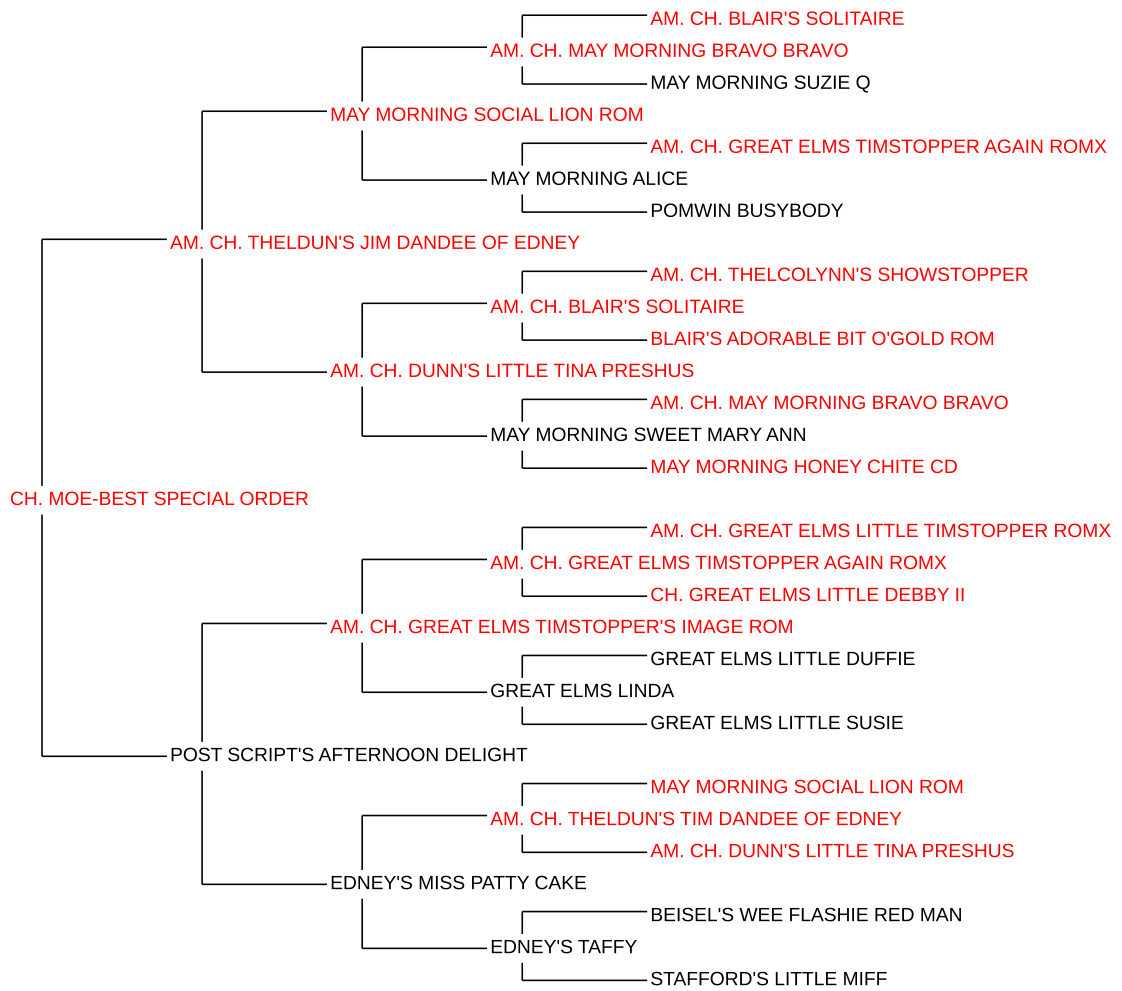 AM. CH. BLAIR'S SOLITAIRE
AM. CH. MAY MORNING BRAVO BRAVO
MAY MORNING SUZIE Q
MAY MORNING SOCIAL LION ROM
AM. CH. GREAT ELMS TIMSTOPPER AGAIN ROMX
MAY MORNING ALICE
POMWIN BUSYBODY
AM. CH. THELDUN'S JIM DANDEE OF EDNEY
AM. CH. THELCOLYNN'S SHOWSTOPPER
AM. CH. BLAIR'S SOLITAIRE
BLAIR'S ADORABLE BIT O'GOLD ROM
AM. CH. DUNN'S LITTLE TINA PRESHUS
AM. CH. MAY MORNING BRAVO BRAVO
MAY MORNING SWEET MARY ANN
MAY MORNING HONEY CHITE CD
CH. MOE-BEST SPECIAL ORDER
AM. CH. GREAT ELMS LITTLE TIMSTOPPER ROMX
AM. CH. GREAT ELMS TIMSTOPPER AGAIN ROMX
CH. GREAT ELMS LITTLE DEBBY II
AM. CH. GREAT ELMS TIMSTOPPER'S IMAGE ROM
GREAT ELMS LITTLE DUFFIE
GREAT ELMS LINDA
GREAT ELMS LITTLE SUSIE
POST SCRIPT'S AFTERNOON DELIGHT
MAY MORNING SOCIAL LION ROM
AM. CH. THELDUN'S TIM DANDEE OF EDNEY
AM. CH. DUNN'S LITTLE TINA PRESHUS
EDNEY'S MISS PATTY CAKE
BEISEL'S WEE FLASHIE RED MAN
EDNEY'S TAFFY
STAFFORD'S LITTLE MIFF